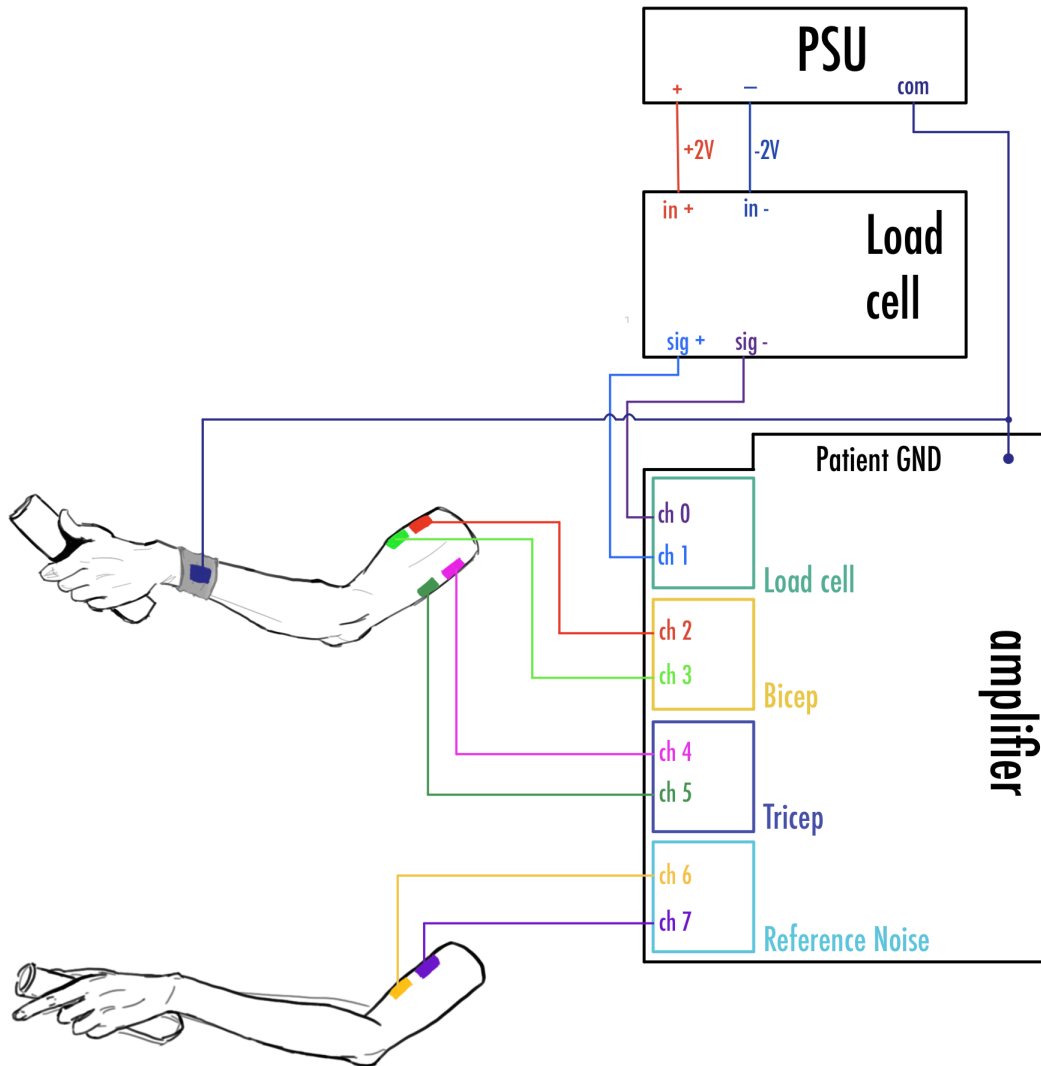 PSU
+
–
com
+2V
-2V
in +
in -
Load
cell
sig +
sig -
Patient GND
ch 0
ch 1
Load cell
ch 2
ch 3
Bicep
amplifier
ch 4
ch 5
Tricep
ch 6
ch 7
Reference Noise